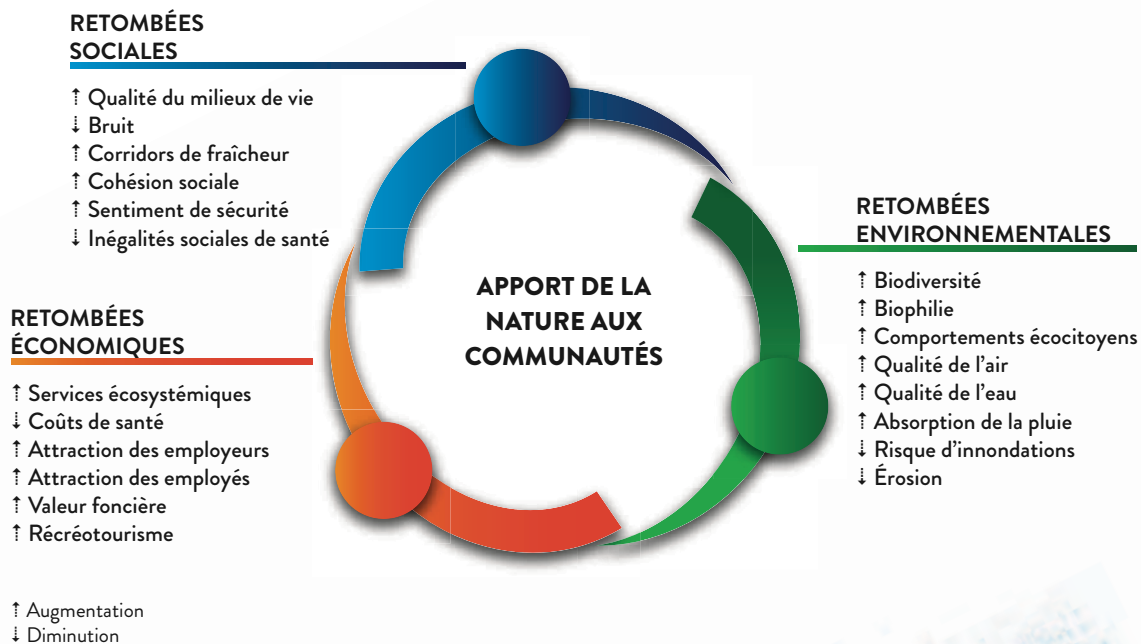 RETOMBÉES
SOCIALES
↑ Qualité du milieux de vie
↓ Bruit
↑ Corridors de fraîcheur
↑ Cohésion sociale
↑ Sentiment de sécurité
↓ Inégalités sociales de santé
RETOMBÉES
ÉCONOMIQUES
↑ Services écosystémiques
↓ Coûts de santé
↑ Attraction des employeurs
↑ Attraction des employés
↑ Valeur foncière
↑ Récréotourisme
APPORT DE LA
NATURE AUX
COMMUNAUTÉS
RETOMBÉES
ENVIRONNEMENTALES
↑ Biodiversité
↑ Biophilie
↑ Comportements écocitoyens
↑ Qualité de l'air
↑ Qualité de l'eau
↑ Absorption de la pluie
↓ Risque d'innondations
↓ Érosion
↑ Augmentation
↓ Diminution